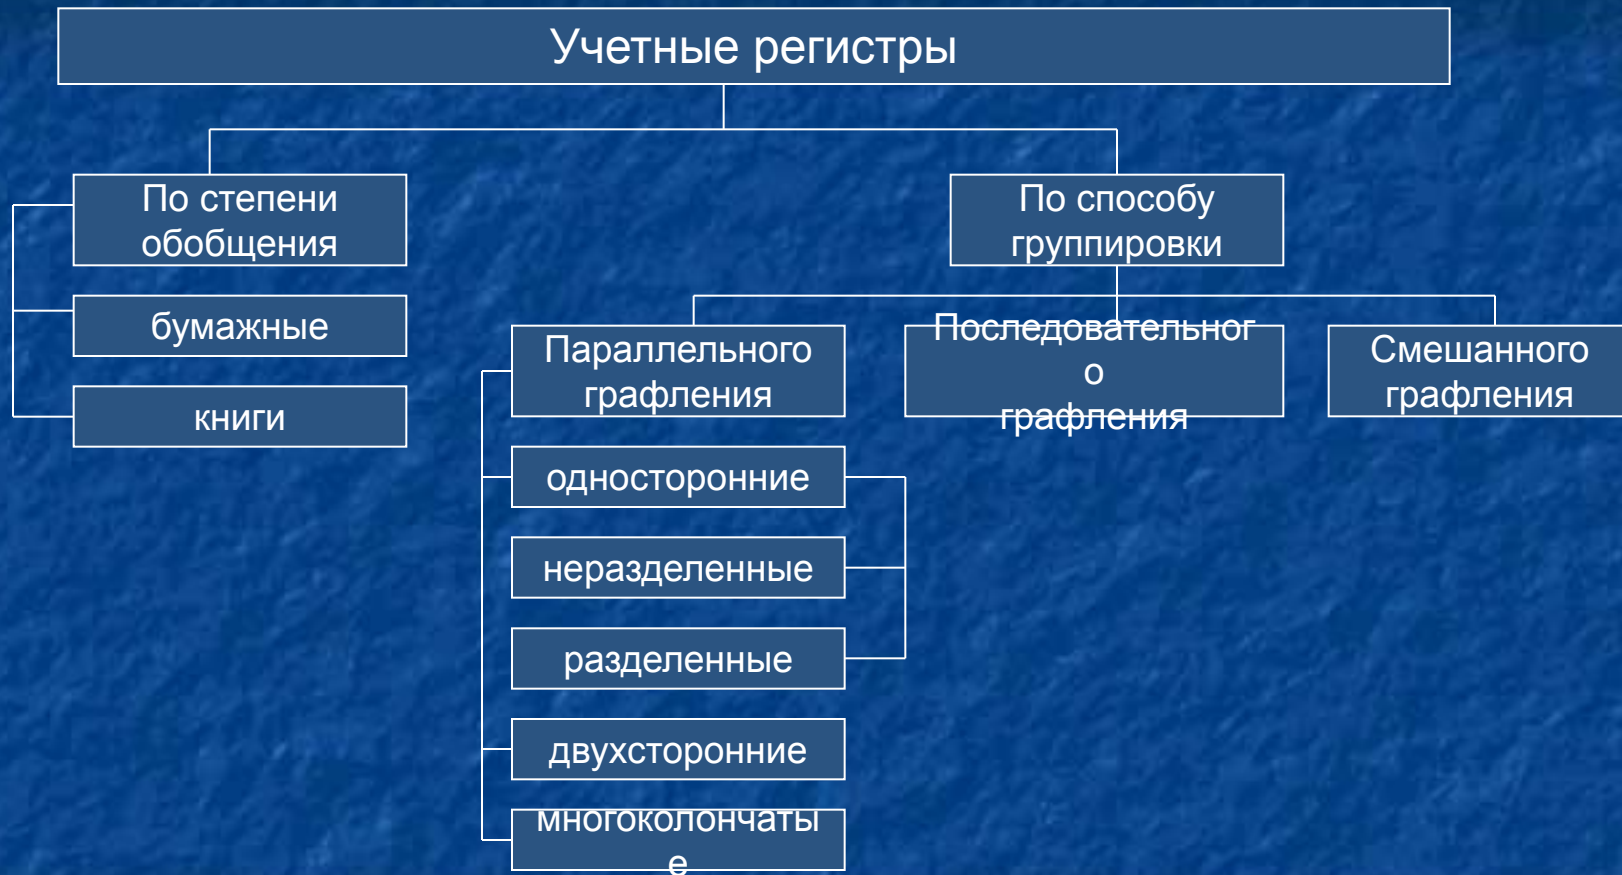 Учетные регистры
По степени
обобщения
бумажные
книги
По способу
группировки
Параллельного
графления
односторонние
неразделенные
разделенные
двухсторонние
многоколончаты
е
Последовательног
о
графления
Смешанного
графления